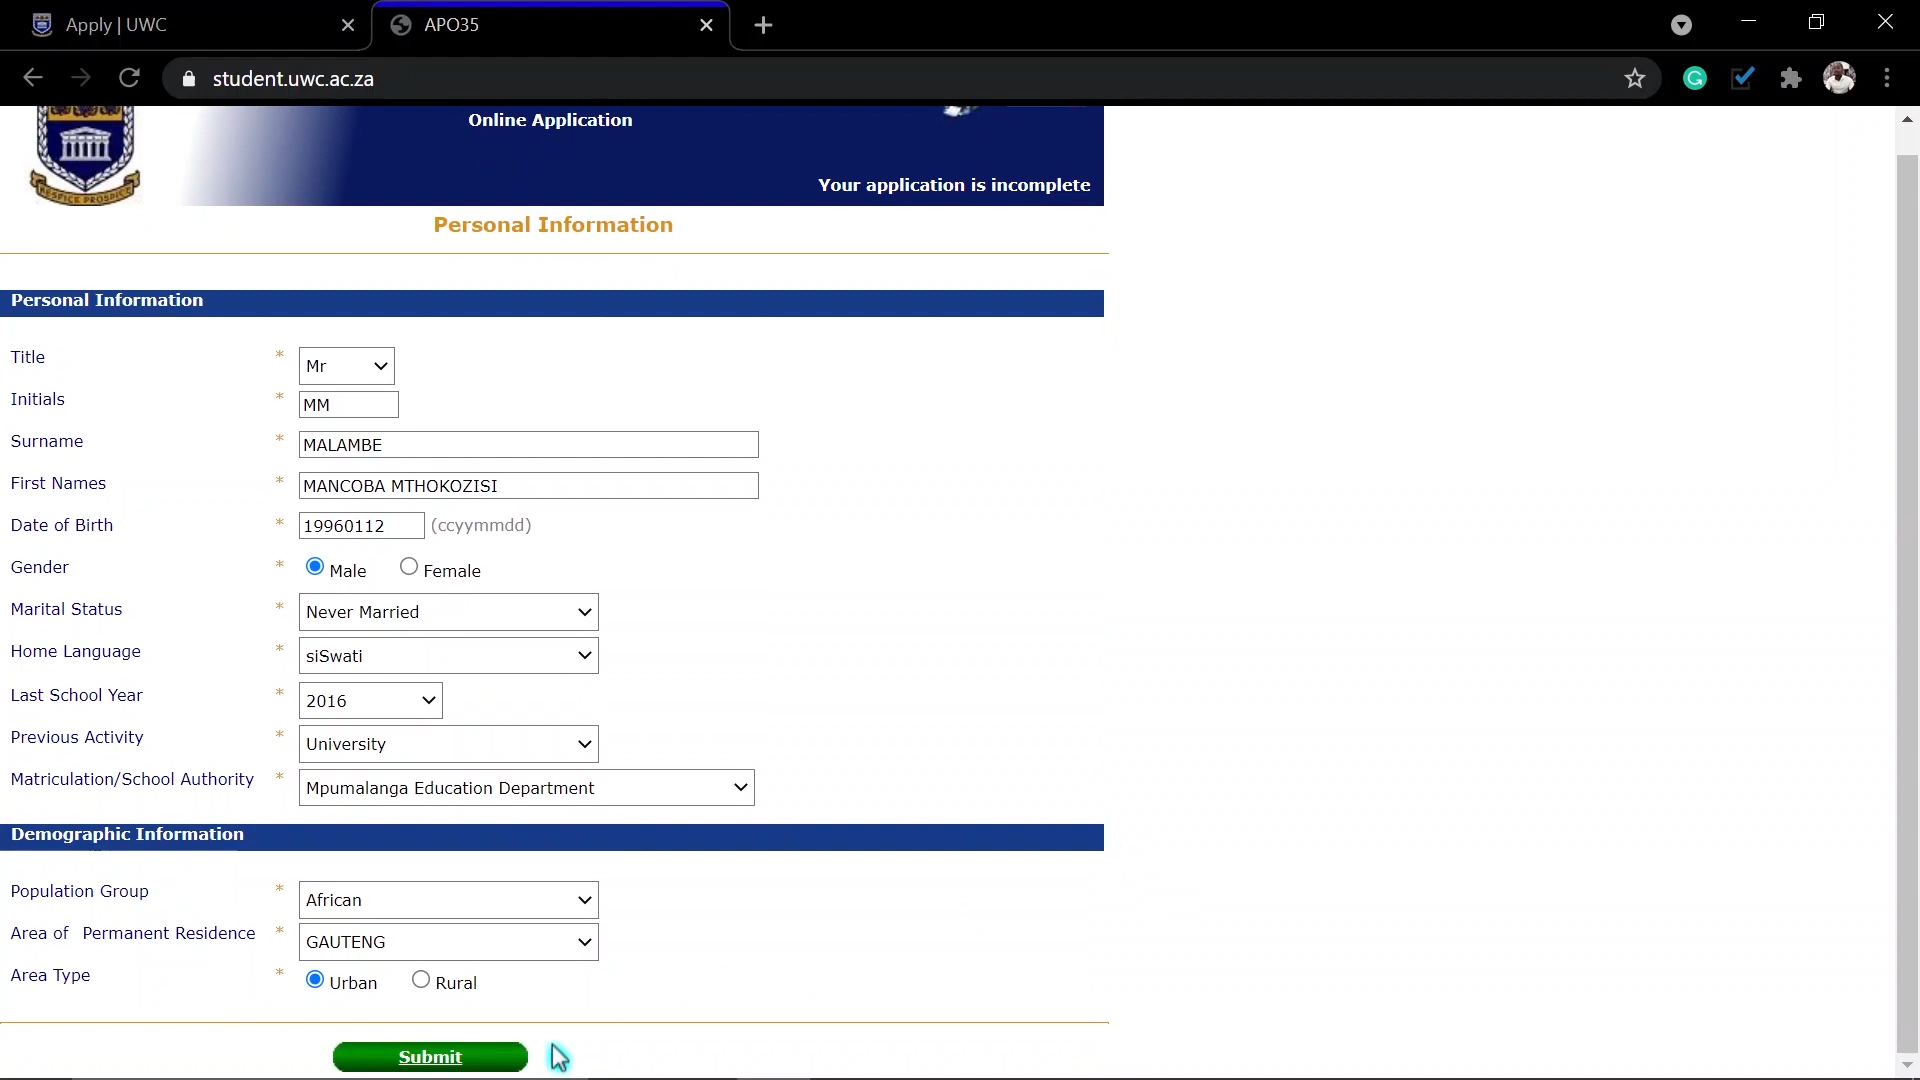 Apply | UWC
APO35
student.uwc.ac.za
Online Application
Your application is incomplete
RESPICE PROSPICE
Personal Information
Personal Information
Title * Mr
Initials * MM
Surname * MALAMBE
First Names * MANCOBA MTHOKOZISI
Date of Birth * 19960112 (ccyymmdd)
Gender * Male Female
Marital Status * Never Married
Home Language * siSwati
Last School Year * 2016
Previous Activity * University
Matriculation/School Authority * Mpumalanga Education Department
Demographic Information
Population Group * African
Area of Permanent Residence * GAUTENG
Area Type * Urban Rural
Submit